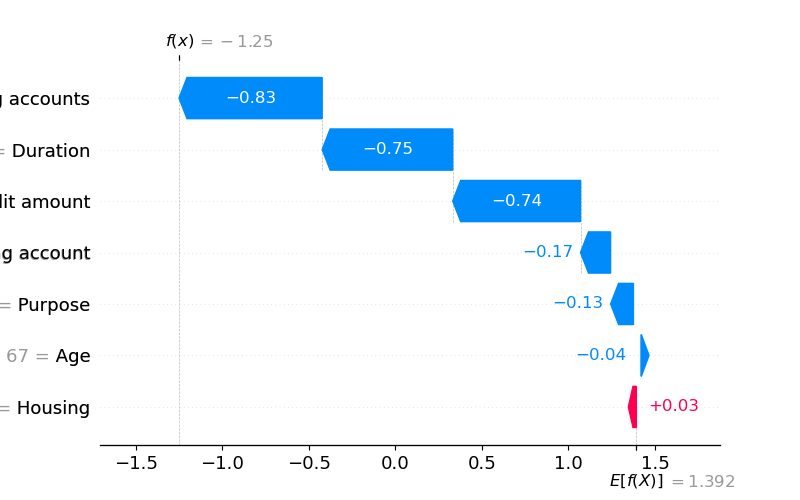 f(x) = −1.25
accounts
−0.83
= Duration
−0.75
amount
−0.74
account
−0.17
= Purpose
−0.13
67 = Age
−0.04
= Housing
+0.03
−1.5 −1.0 −0.5 0.0 0.5 1.0 1.5
E[f(X)] = 1.392